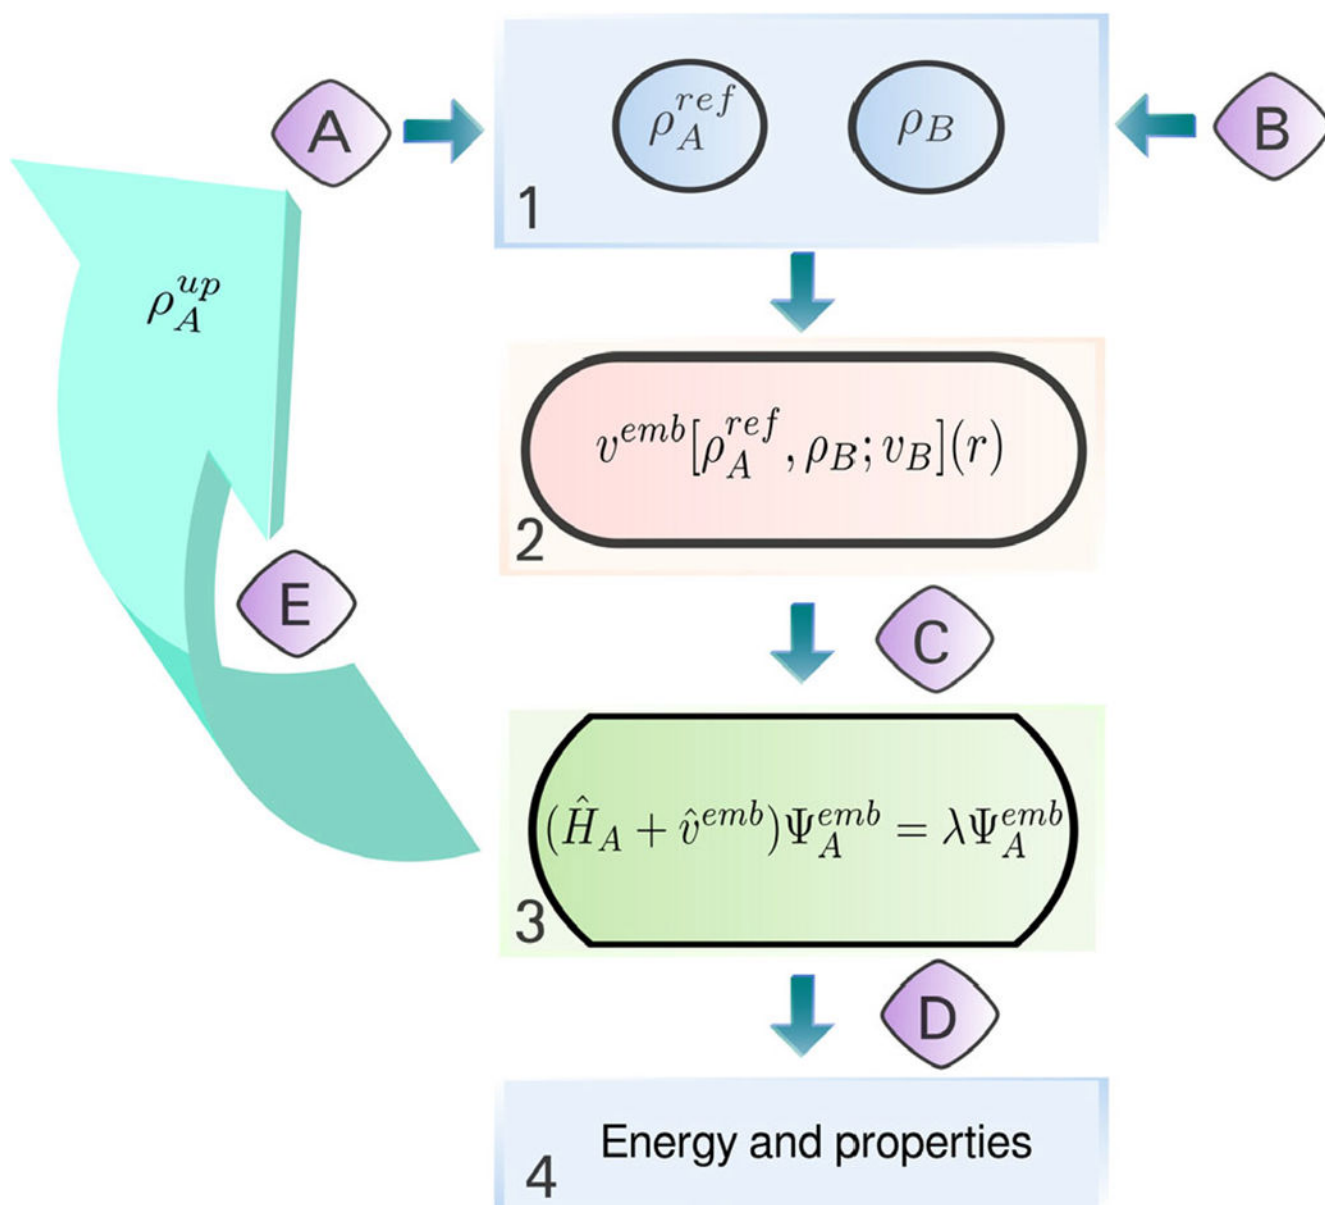 A
ρ_A^{ref}
ρ_B
B
1
ρ_A^{up}
v^{emb}[ρ_A^{ref}, ρ_B; v_B](r)
2
E
C
(Ĥ_A + v̂^{emb})Ψ_A^{emb} = λΨ_A^{emb}
3
D
Energy and properties
4